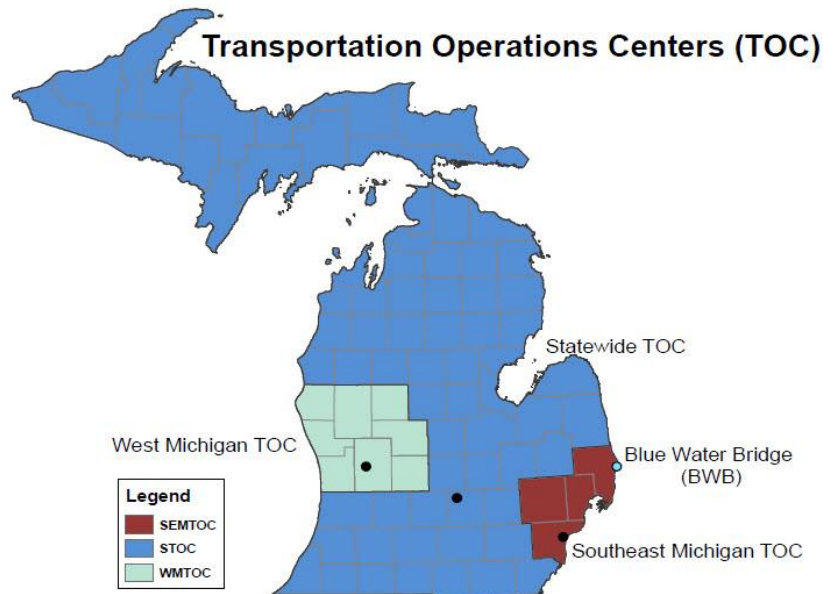 Transportation Operations Centers (TOC)
Statewide TOC
West Michigan TOC
Blue Water Bridge
(BWB)
Legend
SEMTOC
STOC
WMTOC
Southeast Michigan TOC